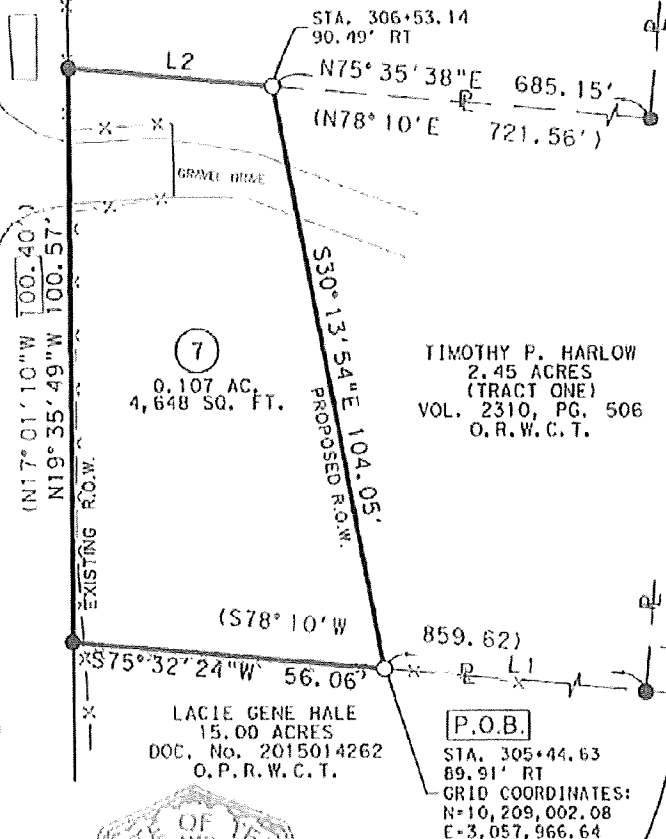 STA. 306+53.14
90.49' RT
L2
N75°35'38"E 685.15'
(N78°10'E 721.56')
GRAVEL DRIVE
(N17°01'10"W 100.40')
N19°35'49"W 100.57'
EXISTING R.O.W.
S30°13'54"E 104.05'
PROPOSED R.O.W.
7
0.107 AC.
4,648 SQ. FT.
TIMOTHY P. HARLOW
2.45 ACRES
(TRACT ONE)
VOL. 2310, PG. 506
O.R.W.C.T.
(S78°10'W 859.62)
S75°32'24"W 56.06'
L1
LACIE GENE HALE
15.00 ACRES
DOC. No. 2015014262
O.P.R.W.C.T.
P.O.B.
STA. 305+44.63
89.91' RT
GRID COORDINATES:
N=10,209,002.08
E=3,057,966.64
OF